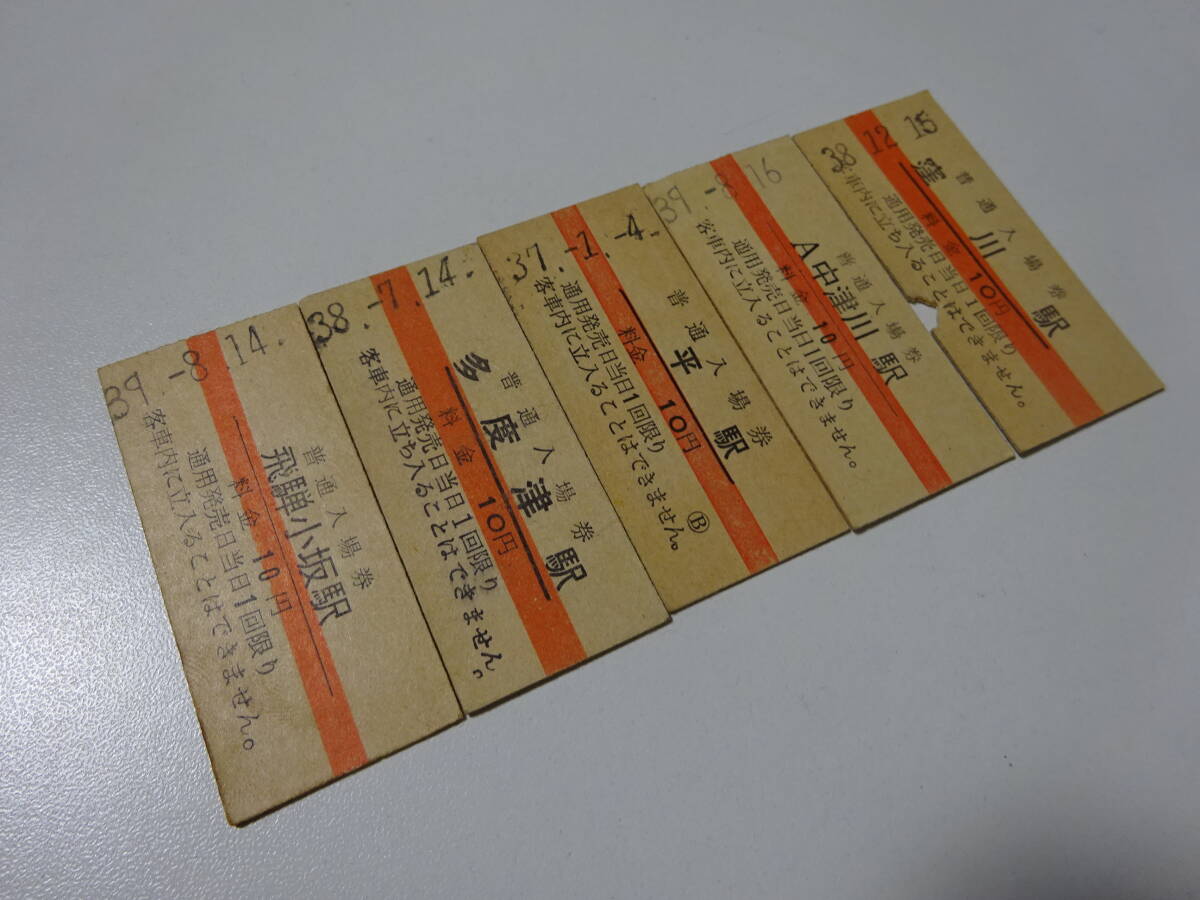 39.-8.14.
普通入場券
飛騨小坂駅
料金 10円
通用発売日当日1回限り
客車内に立入ることはできません。
38.-7.14.
普通入場券
多度津駅
料金 10円
通用発売日当日1回限り
客車内に立ち入ることはできません。
37.-1.-4.
普通入場券
平駅
料金 10円
通用発売日当日1回限り
客車内に立入ることはできません。 Ⓑ
39.-8.16
普通入場券
A中津川駅
料金 10円
通用発売日当日1回限り
客車内に立入ることはできません。
38.12.15
普通入場券
窪川駅
料金 10円
通用発売日当日1回限り
客車内に立ち入ることはできません。